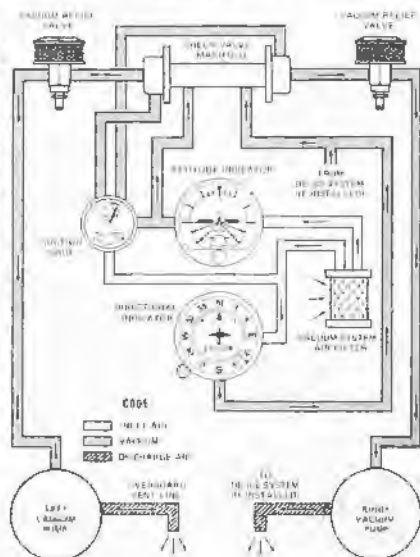 VACUUM RELIEF
VALVE
VACUUM RELIEF
VALVE
CHECK VALVE
MANIFOLD
ATTITUDE INDICATOR
FROM
DE-ICE SYSTEM
(IF INSTALLED)
SUCTION
GAGE
DIRECTIONAL
INDICATOR
VACUUM SYSTEM
AIR FILTER
CODE
INLET AIR
VACUUM
DISCHARGE AIR
OVERBOARD
VENT LINE
TO
DE-ICE SYSTEM
(IF INSTALLED)
LEFT
VACUUM
PUMP
RIGHT
VACUUM
PUMP